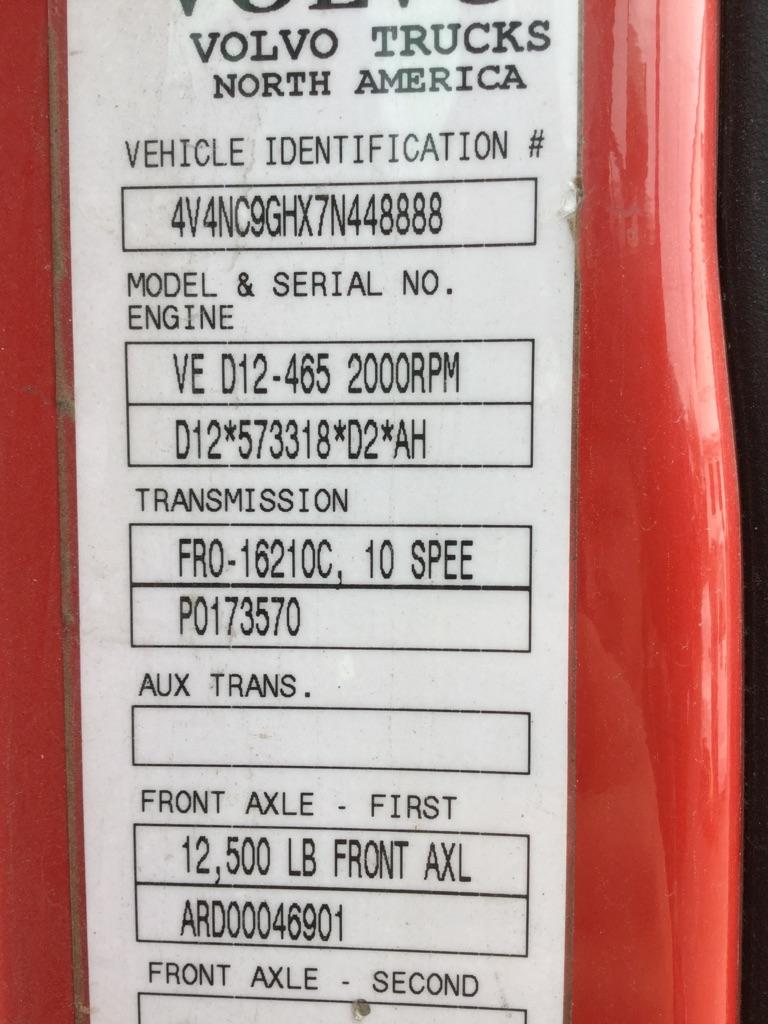 VOLVO
VOLVO TRUCKS
NORTH AMERICA
VEHICLE IDENTIFICATION #
4V4NC9GHX7N448888
MODEL & SERIAL NO.
ENGINE
VE D12-465 2000RPM
D12*573318*D2*AH
TRANSMISSION
FRO-16210C, 10 SPEE
P0173570
AUX TRANS.
FRONT AXLE - FIRST
12,500 LB FRONT AXL
ARD00046901
FRONT AXLE - SECOND